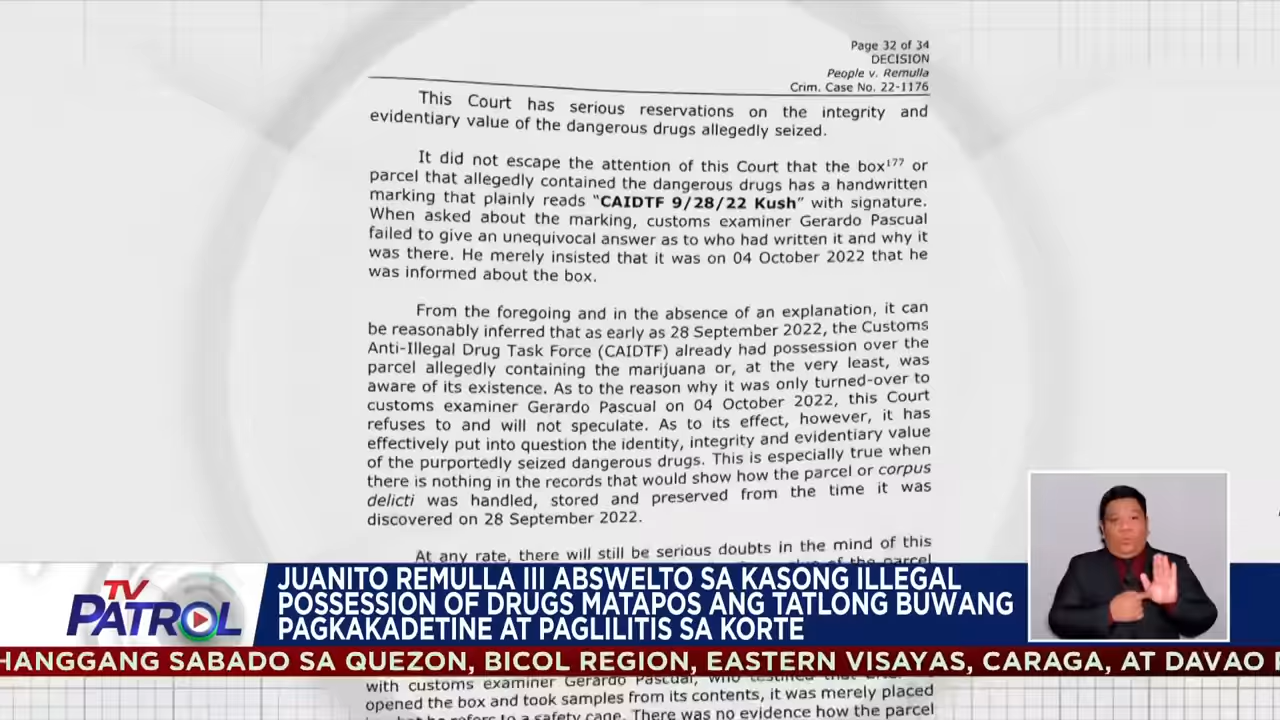 Page 32 of 34
DECISION
People v. Remulla
Crim. Case No. 22-1176
This Court has serious reservations on the integrity and
evidentiary value of the dangerous drugs allegedly seized.
It did not escape the attention of this Court that the box177 or
parcel that allegedly contained the dangerous drugs has a handwritten
marking that plainly reads "CAIDTF 9/28/22 Kush" with signature.
When asked about the marking, customs examiner Gerardo Pascual
failed to give an unequivocal answer as to who had written it and why it
was there. He merely insisted that it was on 04 October 2022 that he
was informed about the box.
From the foregoing and in the absence of an explanation, it can
be reasonably inferred that as early as 28 September 2022, the Customs
Anti-Illegal Drug Task Force (CAIDTF) already had possession over the
parcel allegedly containing the marijuana or, at the very least, was
aware of its existence. As to the reason why it was only turned-over to
customs examiner Gerardo Pascual on 04 October 2022, this Court
refuses to and will not speculate. As to its effect, however, it has
effectively put into question the identity, integrity and evidentiary value
of the purportedly seized dangerous drugs. This is especially true when
there is nothing in the records that would show how the parcel or corpus
delicti was handled, stored and preserved from the time it was
discovered on 28 September 2022.
At any rate, there will still be serious doubts in the mind of this
of the parcel
TV PATROL
JUANITO REMULLA III ABSWELTO SA KASONG ILLEGAL
POSSESSION OF DRUGS MATAPOS ANG TATLONG BUWANG
PAGKAKADETINE AT PAGLILITIS SA KORTE
HANGGANG SABADO SA QUEZON, BICOL REGION, EASTERN VISAYAS, CARAGA, AT DAVAO
with customs examiner Gerardo Pascual, who testified that
opened the box and took samples from its contents, it was merely placed
he refers to a safety cage. There was no evidence how the parcel